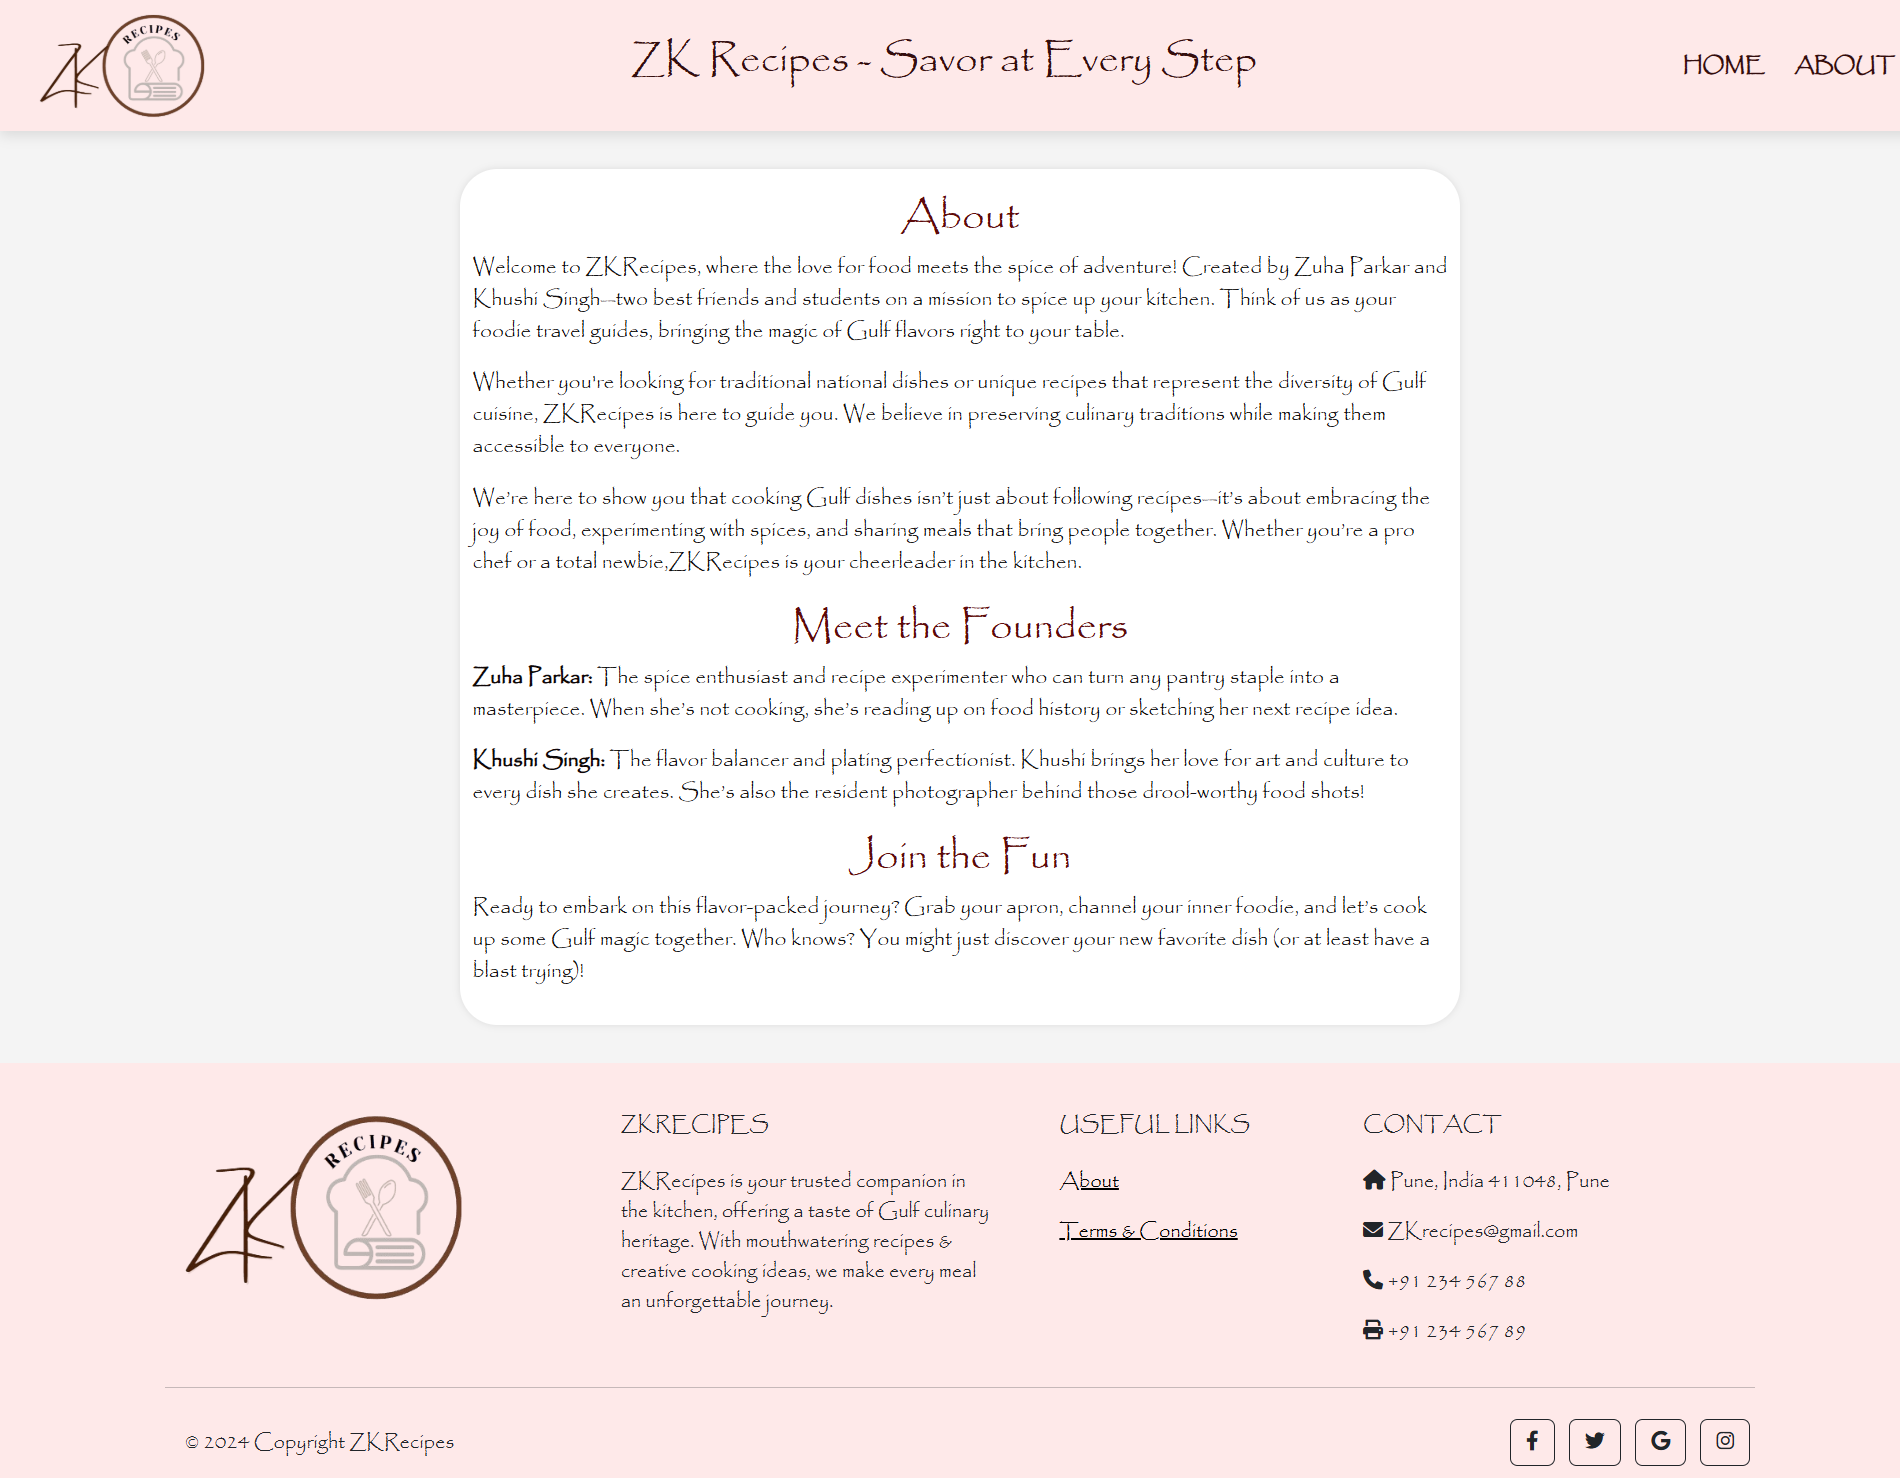 ZK RECIPES
ZK Recipes - Savor at Every Step
HOME ABOUT
About
Welcome to ZKRecipes, where the love for food meets the spice of adventure! Created by Zuha Parkar and
Khushi Singh—two best friends and students on a mission to spice up your kitchen. Think of us as your
foodie travel guides, bringing the magic of Gulf flavors right to your table.
Whether you're looking for traditional national dishes or unique recipes that represent the diversity of Gulf
cuisine, ZKRecipes is here to guide you. We believe in preserving culinary traditions while making them
accessible to everyone.
We’re here to show you that cooking Gulf dishes isn’t just about following recipes—it’s about embracing the
joy of food, experimenting with spices, and sharing meals that bring people together. Whether you’re a pro
chef or a total newbie,ZKRecipes is your cheerleader in the kitchen.
Meet the Founders
Zuha Parkar: The spice enthusiast and recipe experimenter who can turn any pantry staple into a
masterpiece. When she’s not cooking, she’s reading up on food history or sketching her next recipe idea.
Khushi Singh: The flavor balancer and plating perfectionist. Khushi brings her love for art and culture to
every dish she creates. She’s also the resident photographer behind those drool-worthy food shots!
Join the Fun
Ready to embark on this flavor-packed journey? Grab your apron, channel your inner foodie, and let’s cook
up some Gulf magic together. Who knows? You might just discover your new favorite dish (or at least have a
blast trying)!
ZK RECIPES
ZKRECIPES
ZKRecipes is your trusted companion in
the kitchen, offering a taste of Gulf culinary
heritage. With mouthwatering recipes &
creative cooking ideas, we make every meal
an unforgettable journey.
USEFUL LINKS
About
Terms & Conditions
CONTACT
Pune, India 411048, Pune
ZKrecipes@gmail.com
+91 234 567 88
+91 234 567 89
© 2024 Copyright ZKRecipes